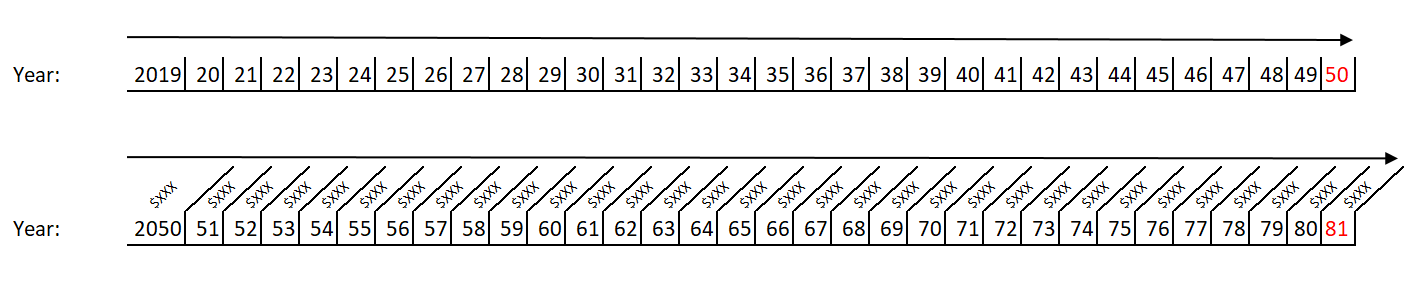 Year: 2019 20 21 22 23 24 25 26 27 28 29 30 31 32 33 34 35 36 37 38 39 40 41 42 43 44 45 46 47 48 49 50
$XXX $XXX $XXX $XXX $XXX $XXX $XXX $XXX $XXX $XXX $XXX $XXX $XXX $XXX $XXX $XXX $XXX $XXX $XXX $XXX $XXX $XXX $XXX $XXX $XXX $XXX $XXX $XXX $XXX $XXX $XXX $XXX
Year: 2050 51 52 53 54 55 56 57 58 59 60 61 62 63 64 65 66 67 68 69 70 71 72 73 74 75 76 77 78 79 80 81